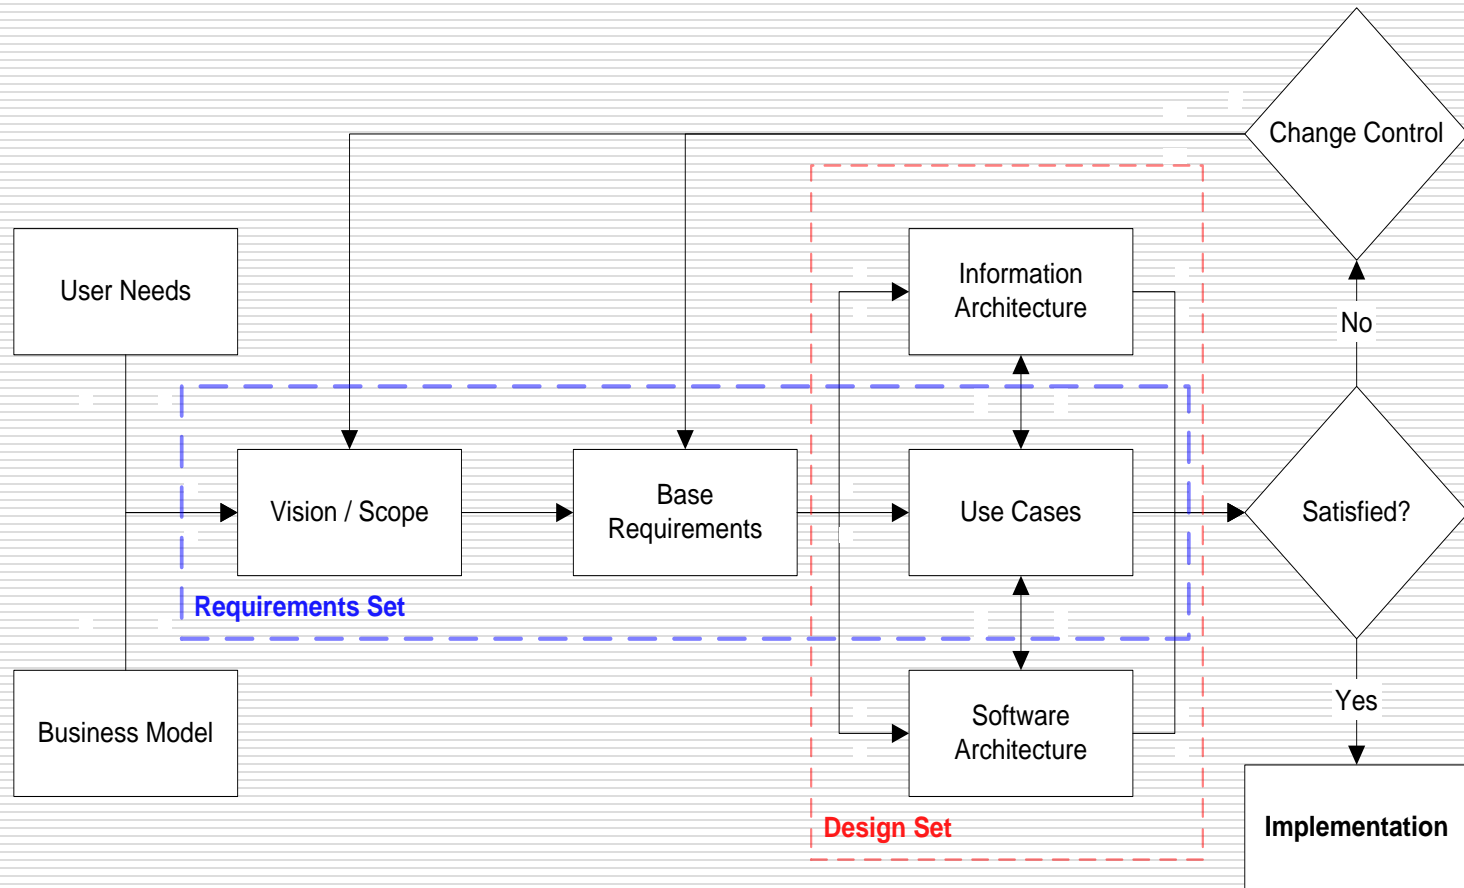 Change Control
User Needs
Information
Architecture
No
Vision / Scope
Base
Requirements
Use Cases
Satisfied?
Requirements Set
Business Model
Software
Architecture
Yes
Design Set
Implementation